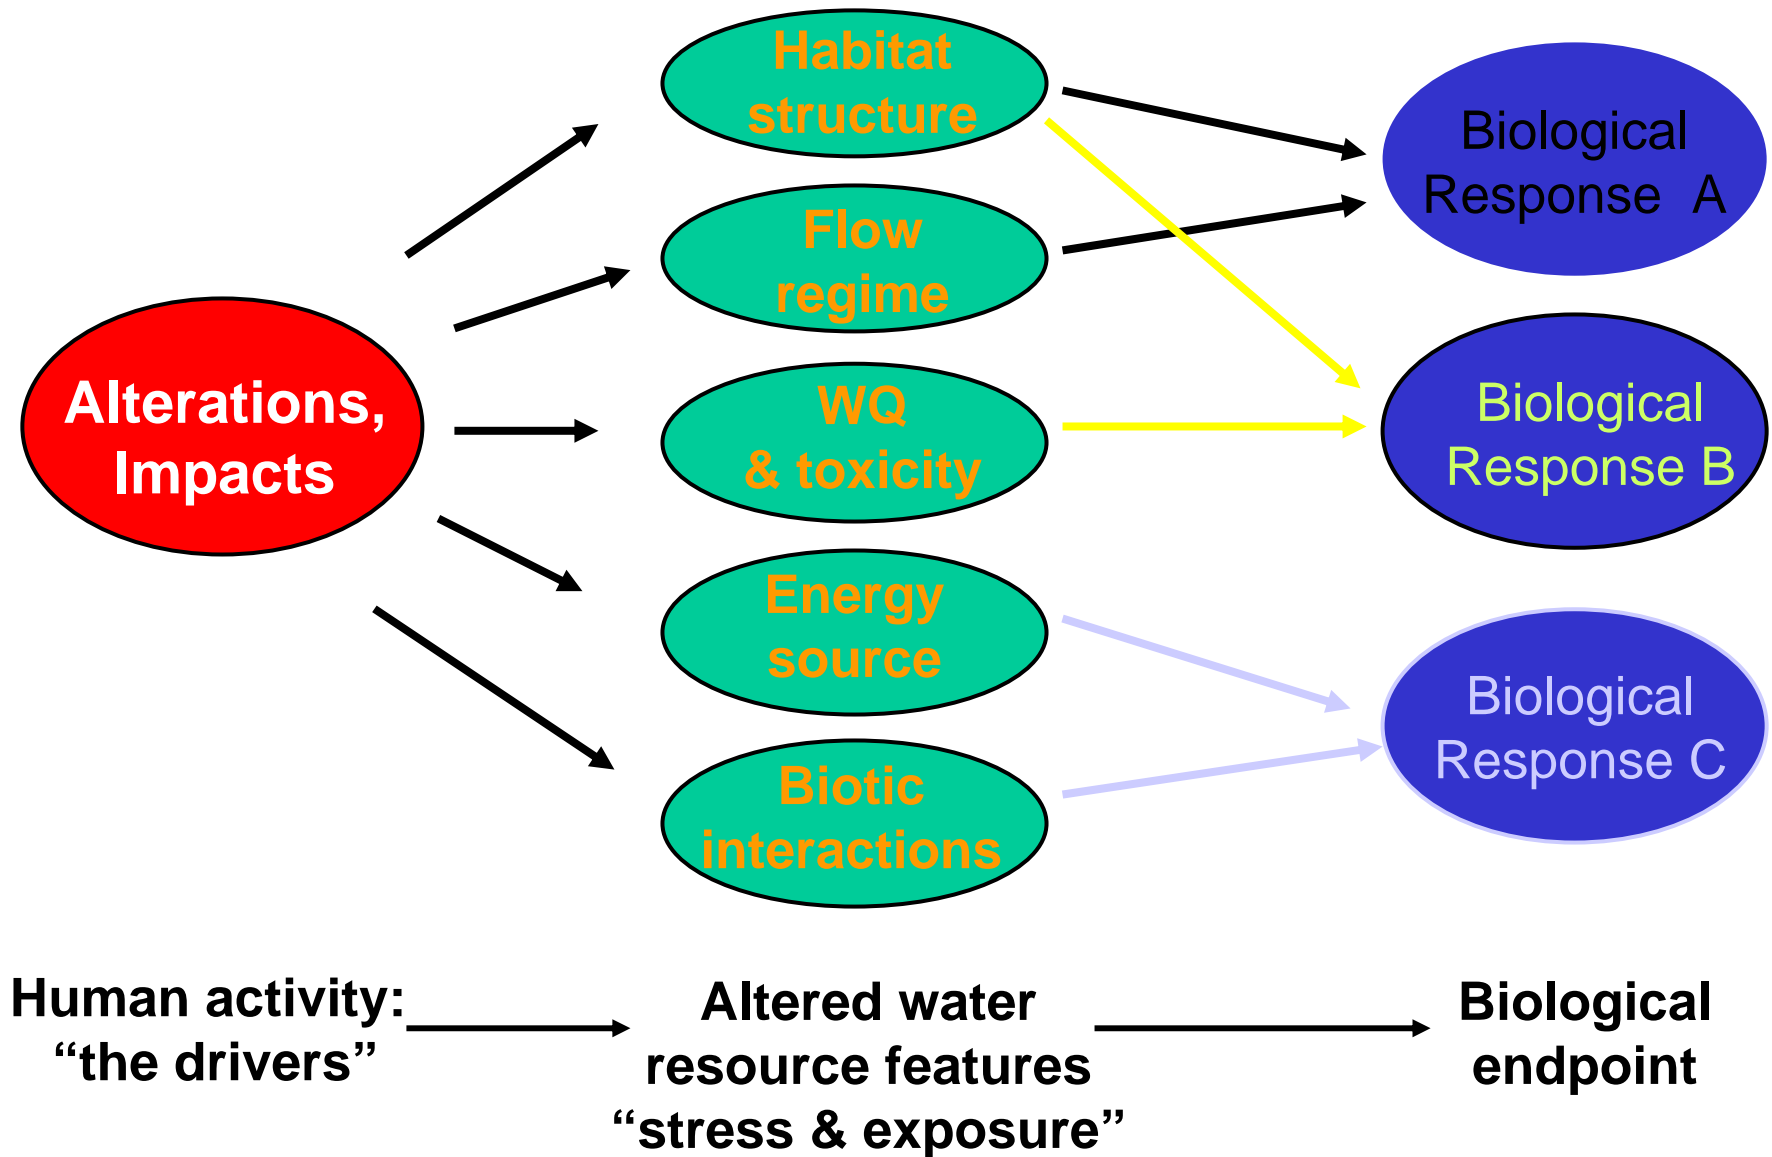 Habitat
structure
Flow
regime
WQ
& toxicity
Energy
source
Biotic
interactions
Alterations,
Impacts
Biological
Response A
Biological
Response B
Biological
Response C
Human activity:
“the drivers”
Altered water
resource features
“stress & exposure”
Biological
endpoint